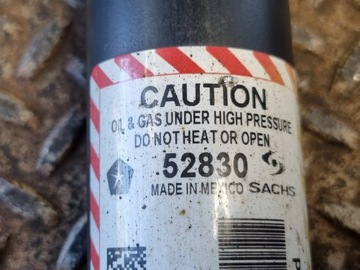 CAUTION
OIL & GAS UNDER HIGH PRESSURE
DO NOT HEAT OR OPEN
52830
MADE IN MEXICO SACHS
P